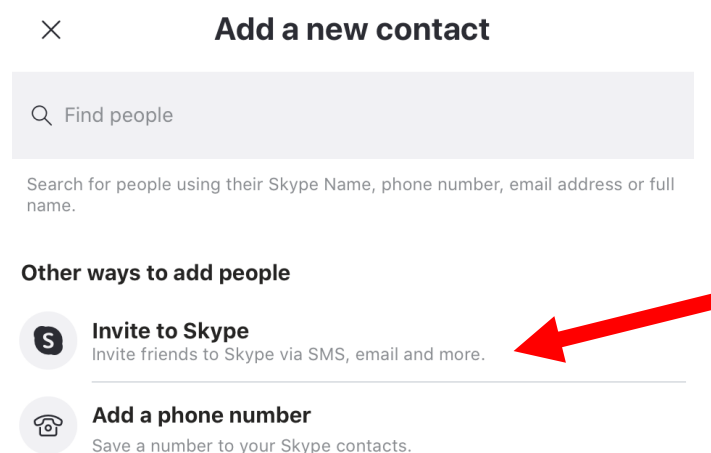 Add a new contact
Find people
Search for people using their Skype Name, phone number, email address or full
name.
Other ways to add people
Invite to Skype
Invite friends to Skype via SMS, email and more.
Add a phone number
Save a number to your Skype contacts.